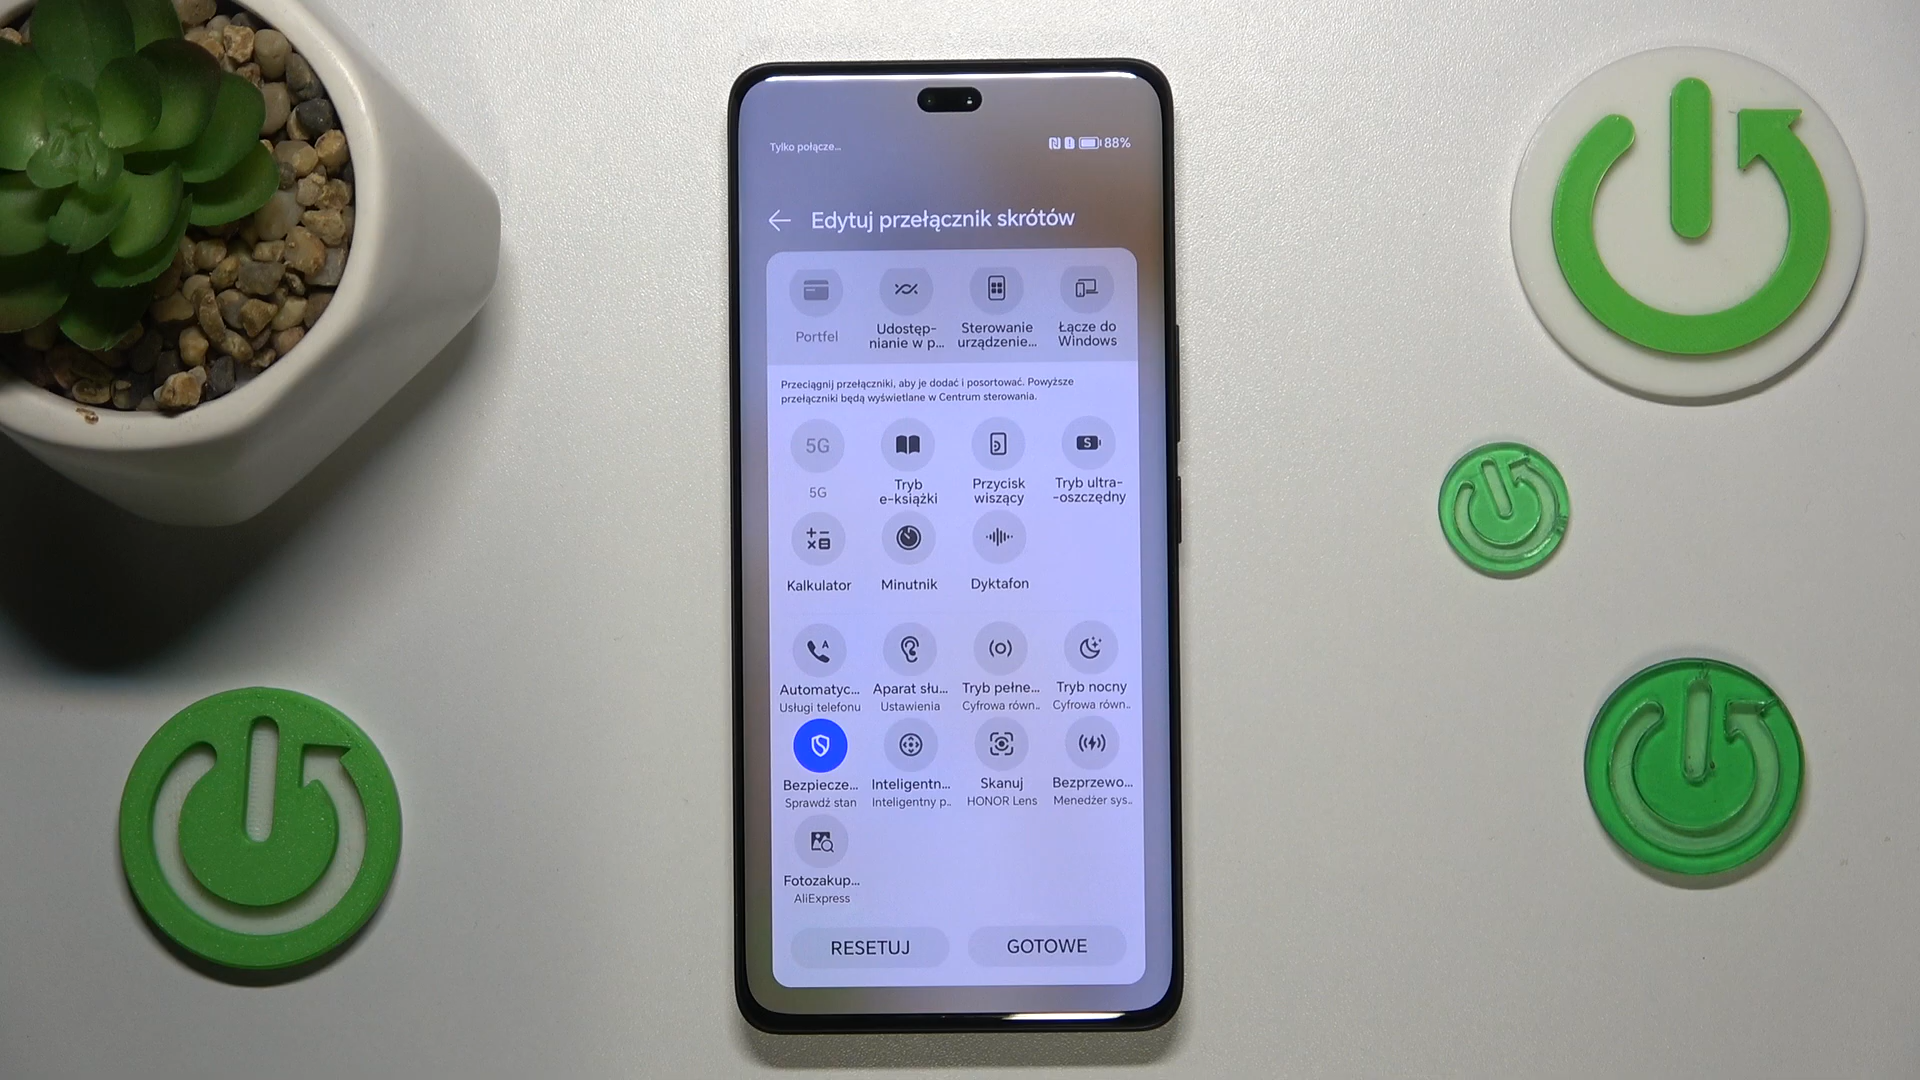 Tylko połącze...
88%
Edytuj przełącznik skrótów
Portfel
Udostęp-
nianie w p...
Sterowanie
urządzenie...
Łącze do
Windows
Przeciągnij przełączniki, aby je dodać i posortować. Powyższe
przełączniki będą wyświetlane w Centrum sterowania.
5G
5G
Tryb
e-książki
Przycisk
wiszący
S
Tryb ultra-
-oszczędny
Kalkulator
Minutnik
Dyktafon
A
Automatyc...
Usługi telefonu
Aparat słu...
Ustawienia
Tryb pełne...
Cyfrowa równ..
Tryb nocny
Cyfrowa równ..
Bezpiecze...
Sprawdź stan
Inteligentn...
Inteligentny p..
Skanuj
HONOR Lens
Bezprzewo...
Menedżer sys..
Fotozakup...
AliExpress
RESETUJ
GOTOWE